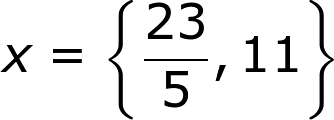 x = {23/5, 11}